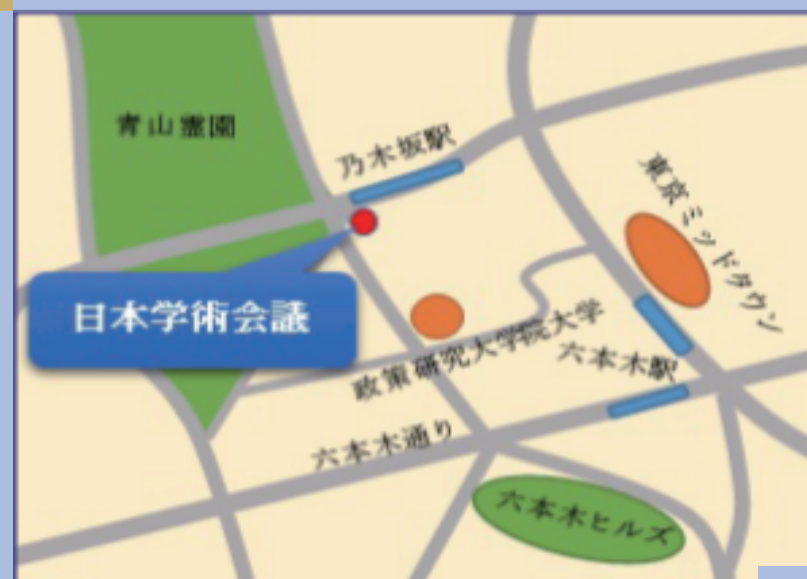 青山霊園
乃木坂駅
東京ミッドタウン
日本学術会議
政策研究大学院大学
六本木駅
六本木通り
六本木ヒルズ